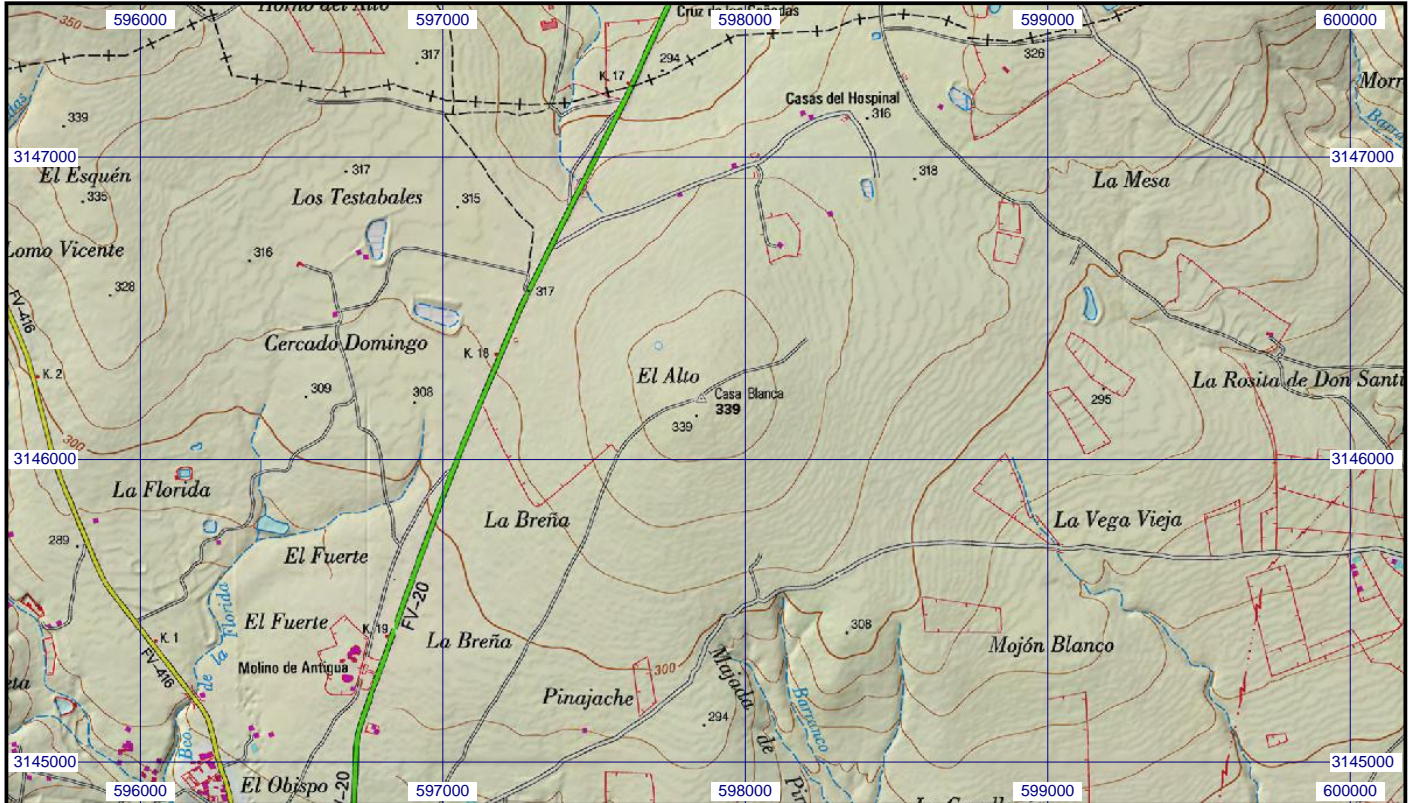 596000
597000
598000
599000
600000
350
Cruz de los Cañadas
317
294
K. 17
326
Casas del Hospinal
316
Morr
339
3147000
3147000
El Esquén
335
317
Los Testabales
315
318
La Mesa
Lomo Vicente
316
328
317
FV-416
Cercado Domingo
K. 18
K. 2
El Alto
Casa Blanca
339
339
309
308
La Rosita de Don Santi
295
300
3146000
3146000
La Florida
La Breña
La Vega Vieja
289
El Fuerte
de la Florida
El Fuerte
K. 19
FV-20
La Breña
308
Mojón Blanco
K. 1
FV-416
Molino de Antigua
300
Majada de
Barranco
Pinajache
294
Bco.
3145000
3145000
596000
597000
598000
599000
600000
El Obispo